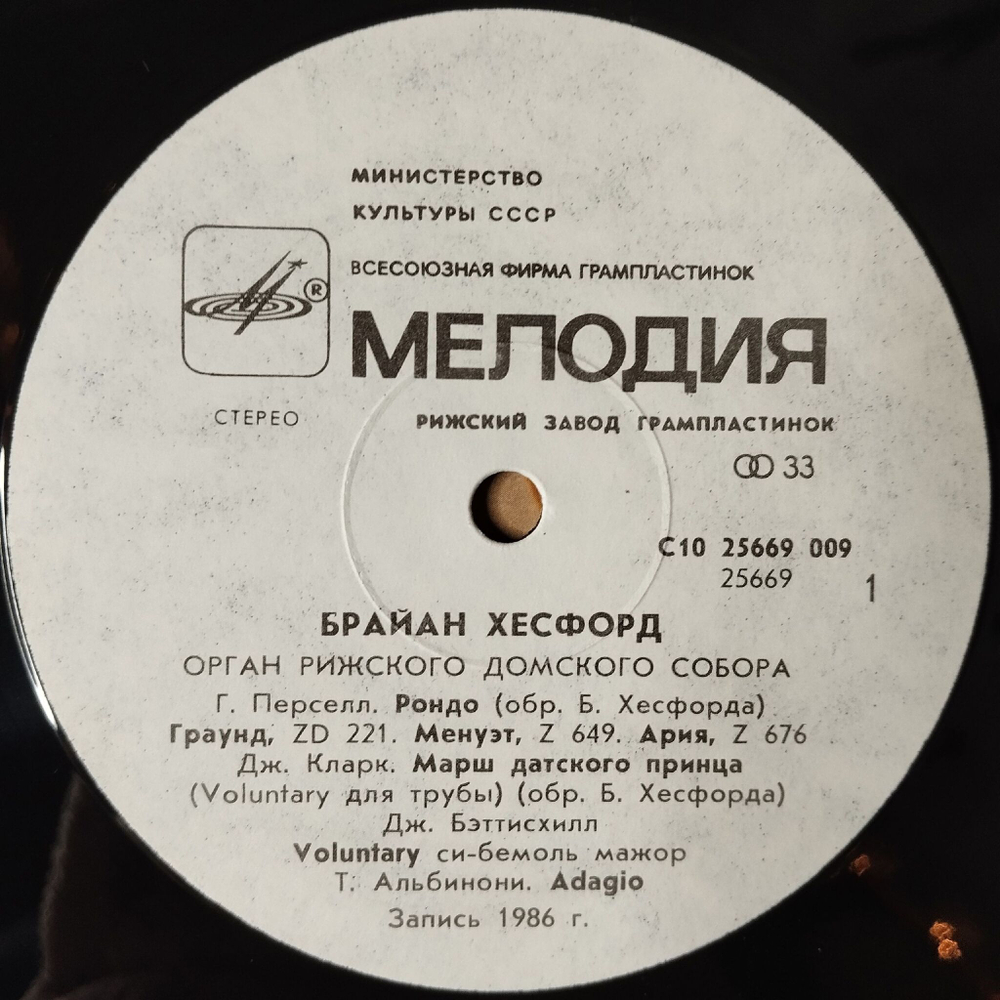 МИНИСТЕРСТВО
КУЛЬТУРЫ СССР
ВСЕСОЮЗНАЯ ФИРМА ГРАМПЛАСТИНОК
®
МЕЛОДИЯ
СТЕРЕО
РИЖСКИЙ ЗАВОД ГРАМПЛАСТИНОК
33
С10 25669 009
25669
1
БРАЙАН ХЕСФОРД
ОРГАН РИЖСКОГО ДОМСКОГО СОБОРА
Г. Перселл. Рондо (обр. Б. Хесфорда)
Граунд, ZD 221. Менуэт, Z 649. Ария, Z 676
Дж. Кларк. Марш датского принца
(Voluntary для трубы) (обр. Б. Хесфорда)
Дж. Бэттисхилл
Voluntary си-бемоль мажор
Т. Альбинони. Adagio
Запись 1986 г.